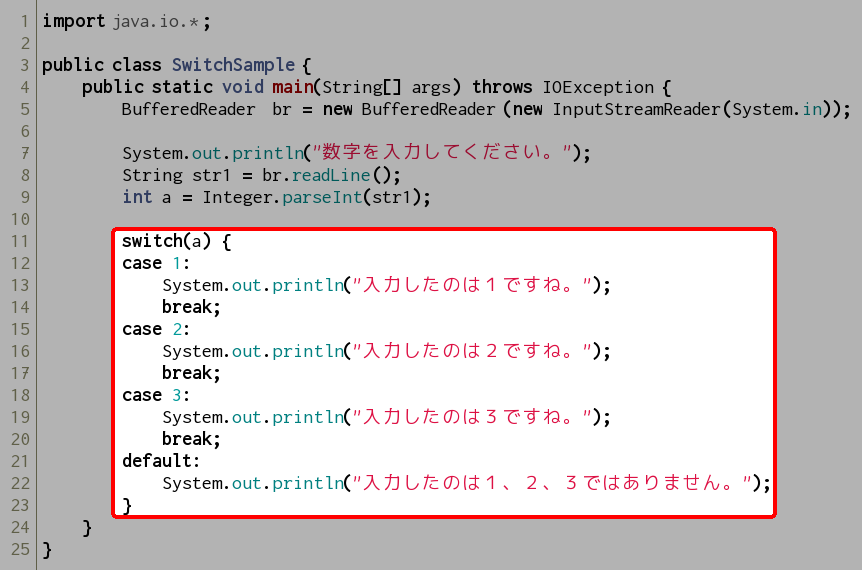 1 import java.io.*;
2
3 public class SwitchSample {
4 public static void main(String[] args) throws IOException {
5 BufferedReader br = new BufferedReader (new InputStreamReader(System.in));
6
7 System.out.println("数字を入力してください。");
8 String str1 = br.readLine();
9 int a = Integer.parseInt(str1);
10
11 switch(a) {
12 case 1:
13 System.out.println("入力したのは１ですね。");
14 break;
15 case 2:
16 System.out.println("入力したのは２ですね。");
17 break;
18 case 3:
19 System.out.println("入力したのは３ですね。");
20 break;
21 default:
22 System.out.println("入力したのは１、２、３ではありません。");
23 }
24 }
25 }